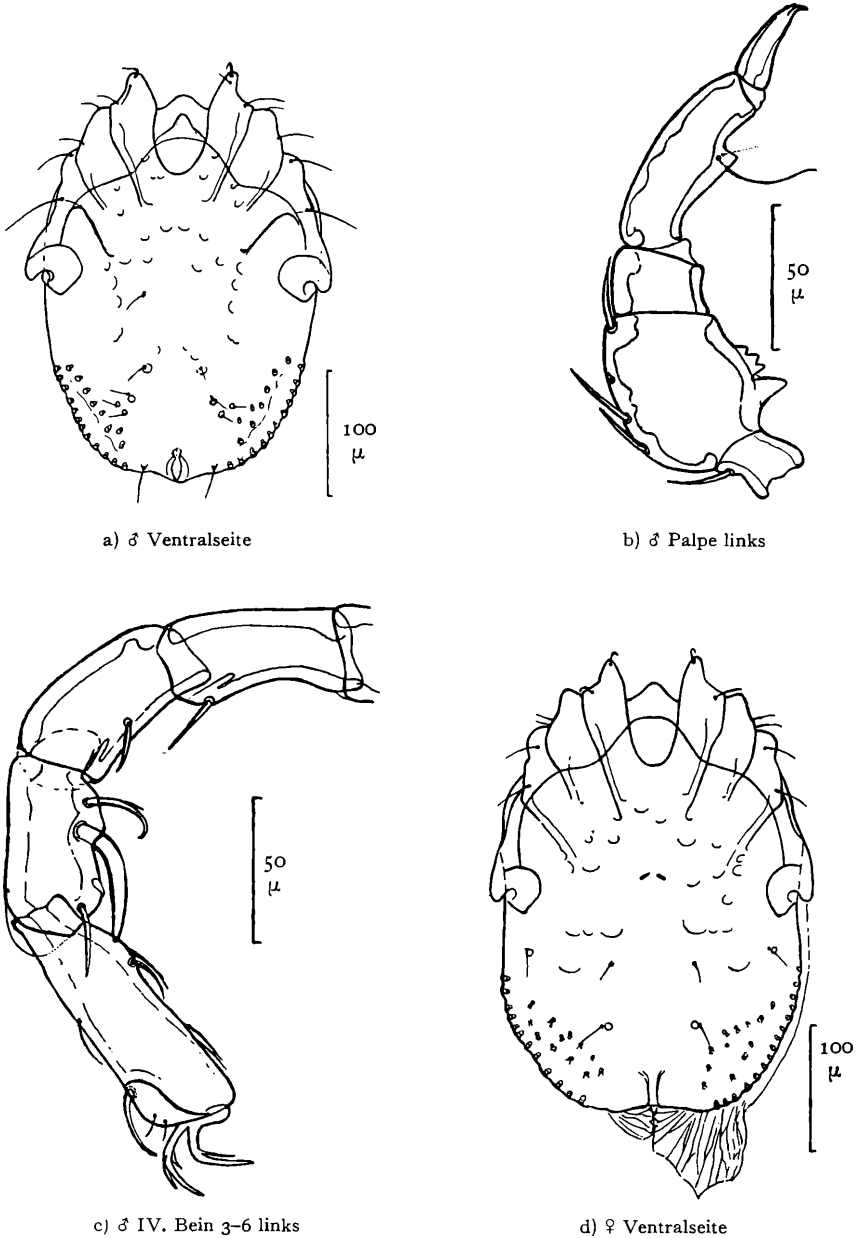 100
μ
50
μ
a) ♂ Ventralseite
b) ♂ Palpe links
50
μ
100
μ
c) ♂ IV. Bein 3–6 links
d) ♀ Ventralseite